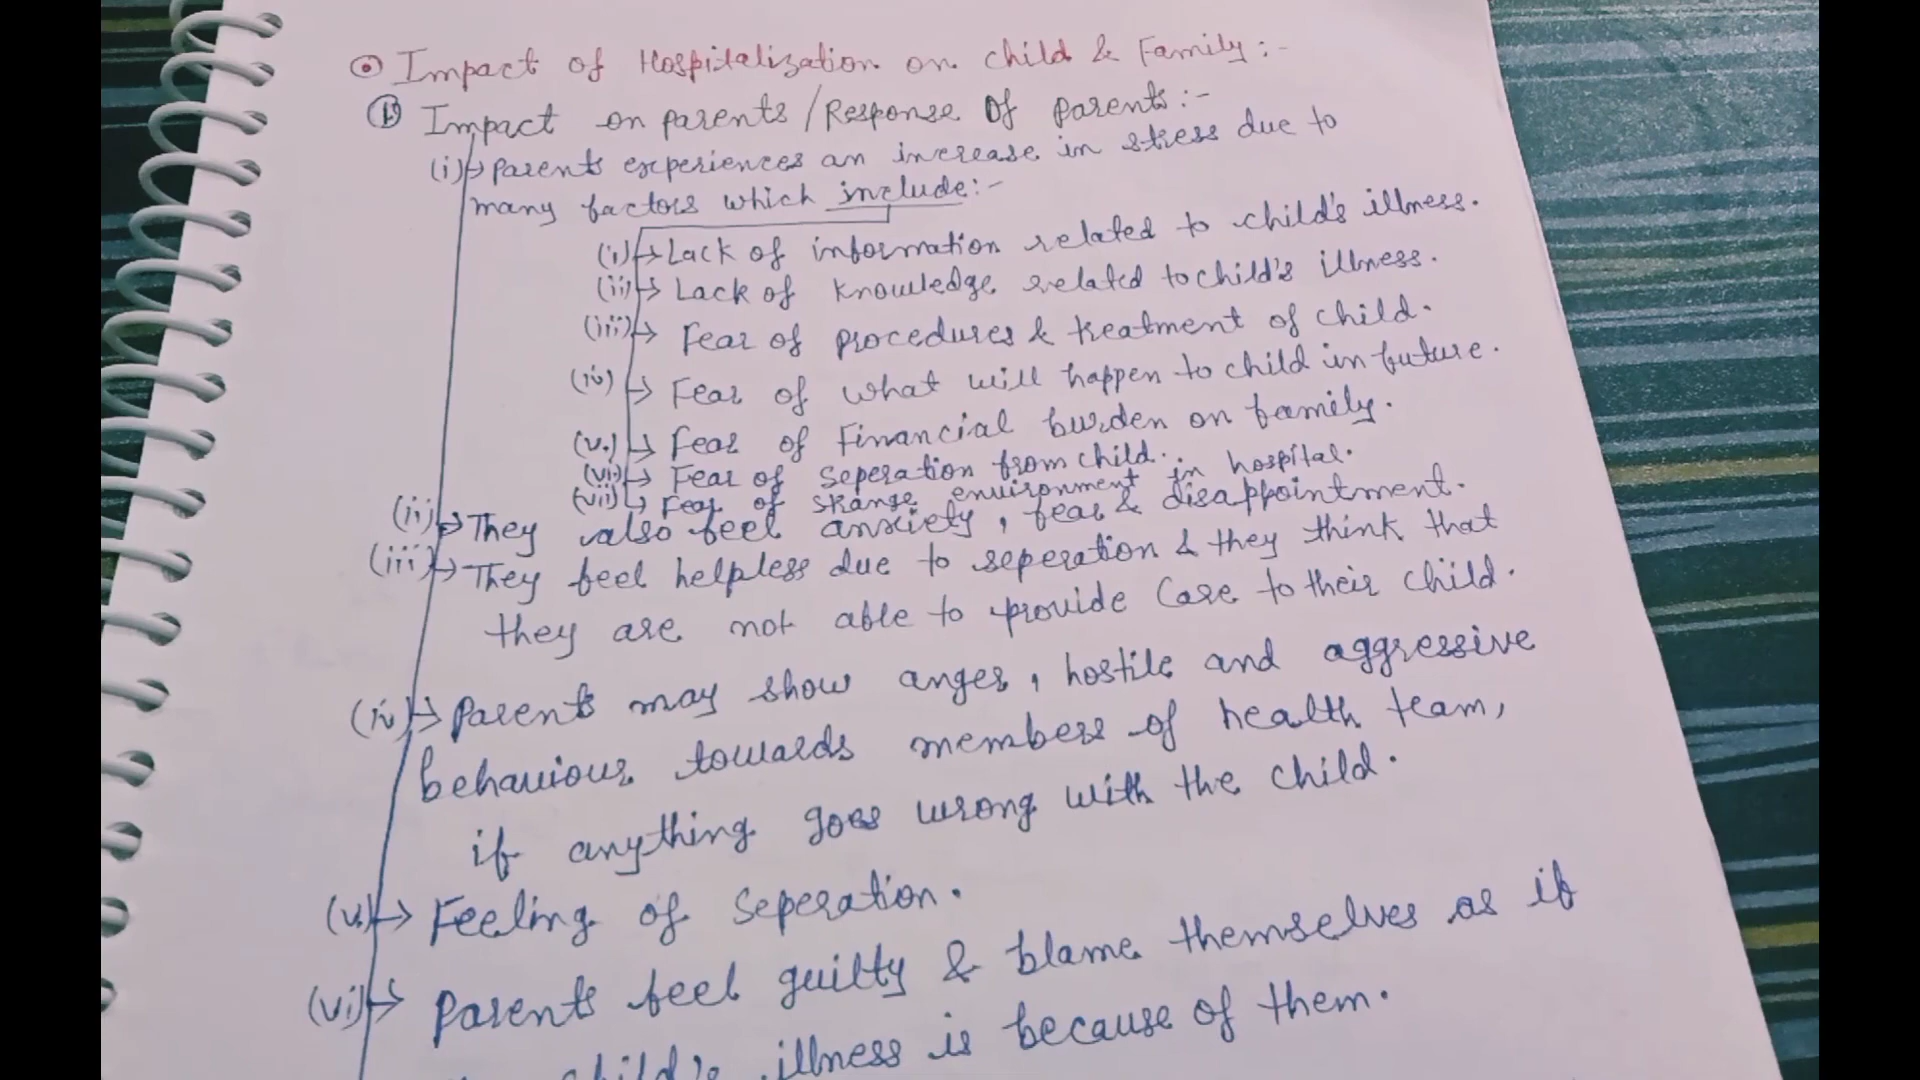 ⊙ Impact of Hospitalization on child & Family:-
① Impact on parents/Response Of parents:-
(i)→ Parents experiences an increase in stress due to
many factors which include:-
(i)→ Lack of information related to child's illness.
(ii)→ Lack of knowledge related to child's illness.
(iii)→ Fear of procedures & treatment of child.
(iv)→ Fear of what will happen to child in future.
(v.)→ Fear of Financial burden on family.
(vi)→ Fear of seperation from child.
(vii)→ Fear of strange environment in hospital.
(ii)→ They also feel anxiety, fear & disappointment.
(iii)→ They feel helpless due to seperation & they think that
they are not able to provide Care to their child.
(iv)→ Parents may show anger, hostile and aggressive
behaviour towards members of health team,
if anything goes wrong with the child.
(v.)→ Feeling of Seperation.
(vi)→ Parents feel guilty & blame themselves as if
child's illness is because of them.